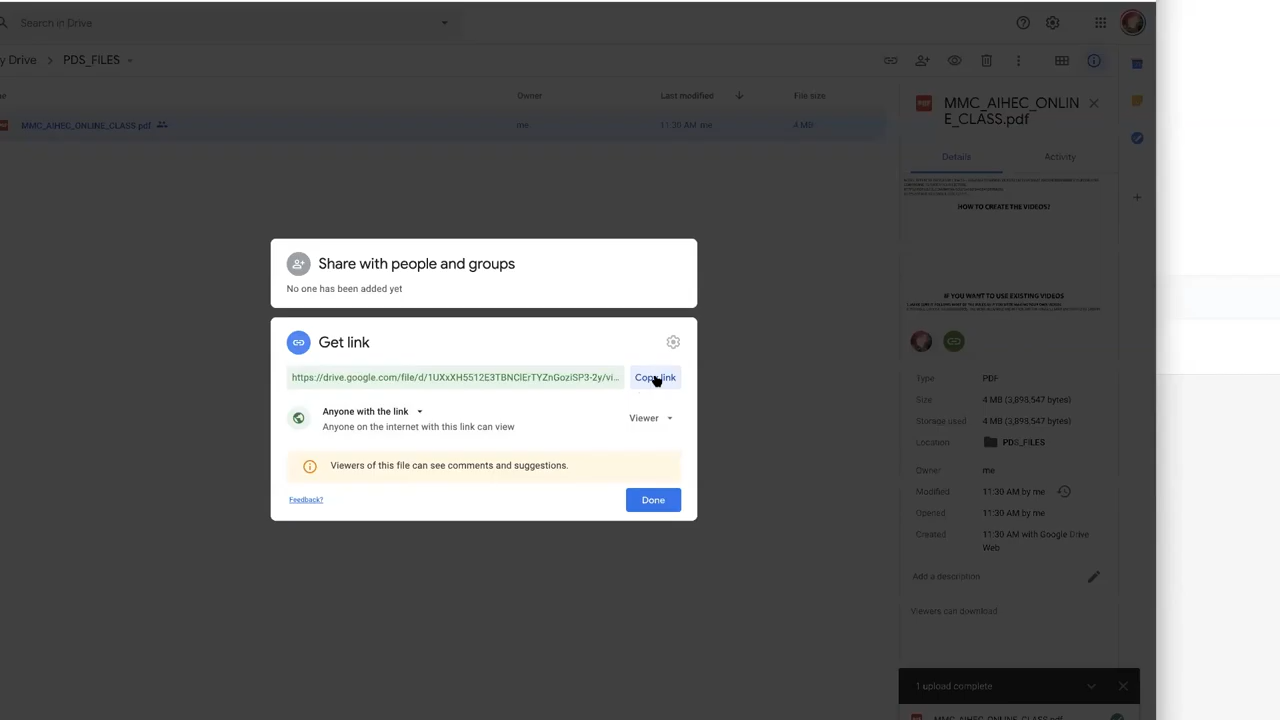 Search in Drive
y Drive > PDS_FILES
Owner
Last modified
File size
MMC_AIHEC_ONLINE_CLASS.pdf
me
11:30 AM me
4 MB
PDF
MMC_AIHEC_ONLIN
E_CLASS.pdf
Details
Activity
HOW TO CREATE THE VIDEOS?
IF YOU WANT TO USE EXISTING VIDEOS
Share with people and groups
No one has been added yet
Get link
https://drive.google.com/file/d/1UXxXH5512E3TBNClErTYZnGoziSP3-2y/vi...
Copy link
Anyone with the link
Anyone on the internet with this link can view
Viewer
Viewers of this file can see comments and suggestions.
Feedback?
Done
Type
PDF
Size
4 MB (3,898,547 bytes)
Storage used
4 MB (3,898,547 bytes)
Location
PDS_FILES
Owner
me
Modified
11:30 AM by me
Opened
11:30 AM by me
Created
11:30 AM with Google Drive
Web
Add a description
Viewers can download
1 upload complete
MMC_AIHEC_ONLINE_CLASS.pdf